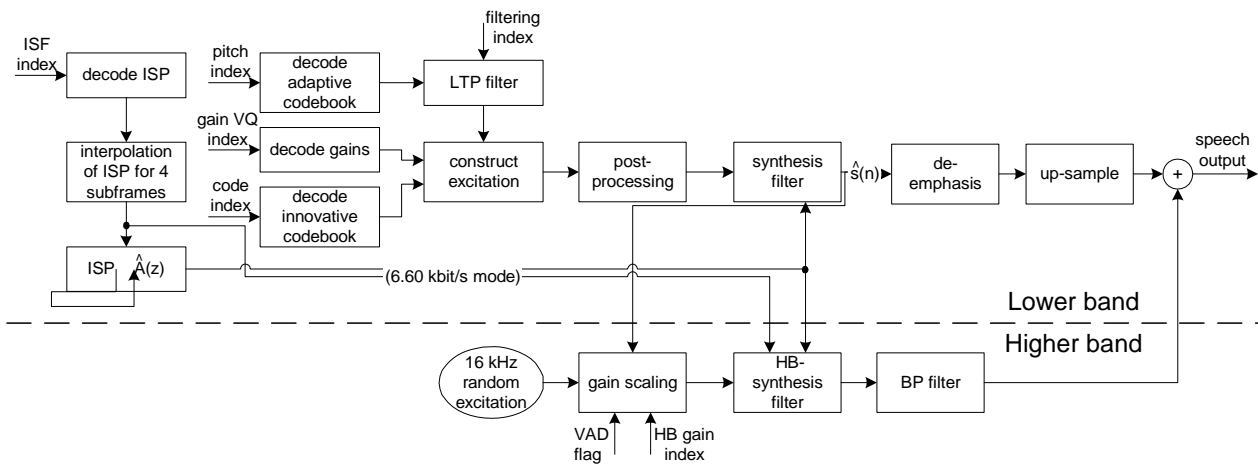 ISF
index
decode ISP
interpolation
of ISP for 4
subframes
ISP Â(z)
pitch
index
decode
adaptive
codebook
filtering
index
LTP filter
gain VQ
index
decode gains
code
index
decode
innovative
codebook
construct
excitation
post-
processing
synthesis
filter
ŝ(n)
de-
emphasis
up-sample
+
speech
output
(6.60 kbit/s mode)
Lower band
Higher band
16 kHz
random
excitation
gain scaling
VAD
flag
HB gain
index
HB-
synthesis
filter
BP filter